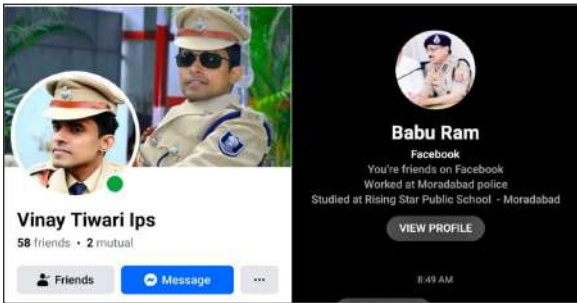 Vinay Tiwari Ips
58 friends • 2 mutual
Friends
Message
Babu Ram
Facebook
You're friends on Facebook
Worked at Moradabad police
Studied at Rising Star Public School - Moradabad
VIEW PROFILE
8:49 AM